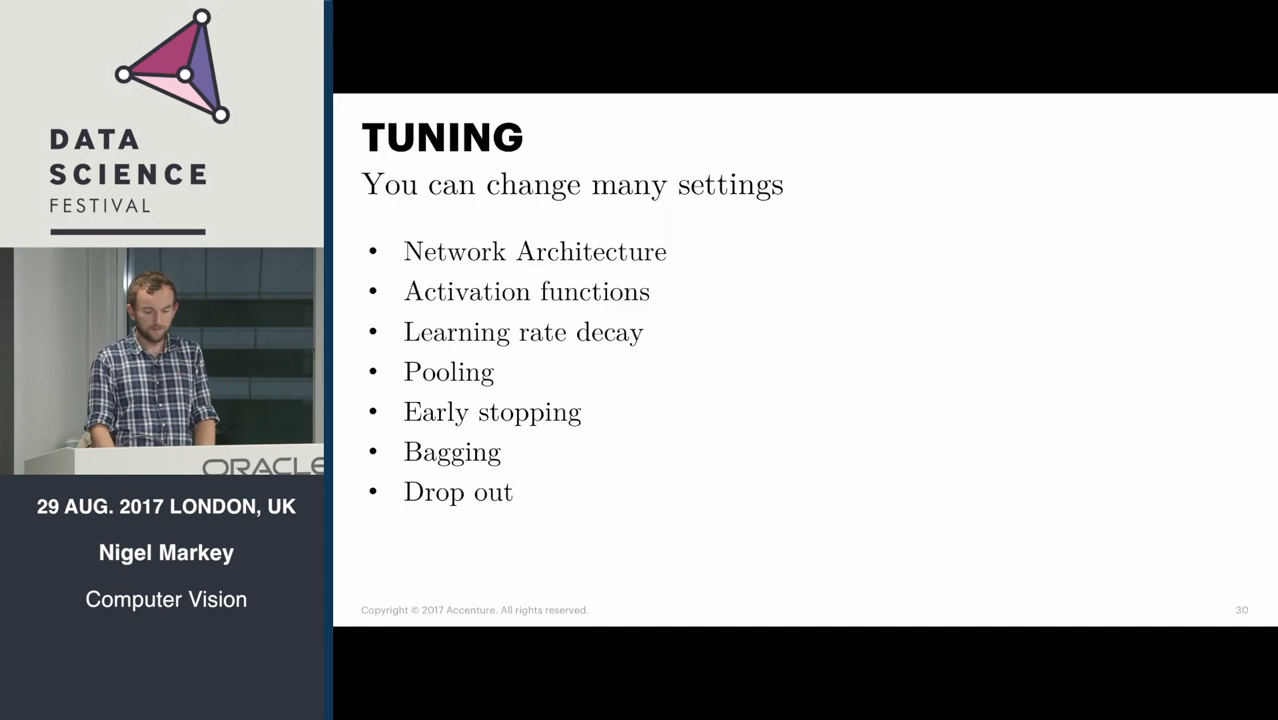 DATA
SCIENCE
FESTIVAL
ORACLE
29 AUG. 2017 LONDON, UK
Nigel Markey
Computer Vision
TUNING
You can change many settings
• Network Architecture
• Activation functions
• Learning rate decay
• Pooling
• Early stopping
• Bagging
• Drop out
Copyright © 2017 Accenture. All rights reserved.
30